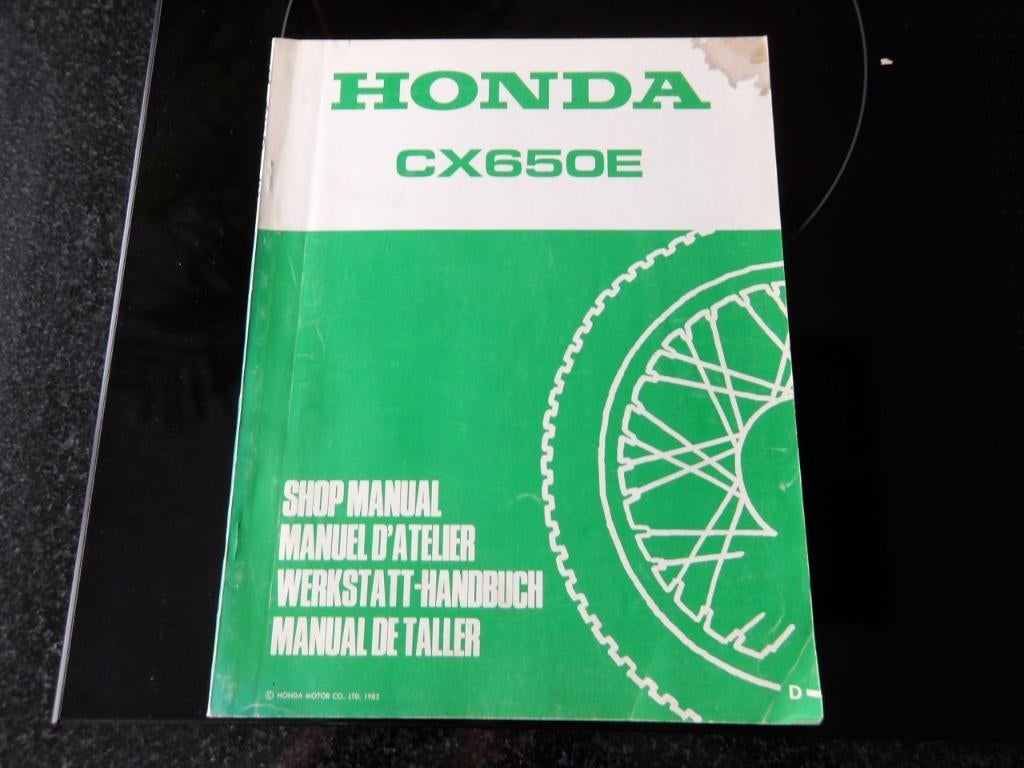 HONDA
CX650E
SHOP MANUAL
MANUEL D'ATELIER
WERKSTATT-HANDBUCH
MANUAL DE TALLER
© HONDA MOTOR CO., LTD. 1982
D